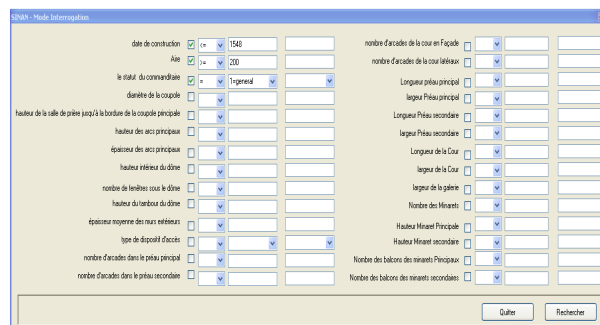 SINAN - Mode Interrogation
date de construction <= 1548
Aire >= 200
le statut du commanditaire = 1=general
diamètre de la coupole
hauteur de la salle de prière jusqu'à la bordure de la coupole principale
hauteur des arcs principaux
épaisseur des arcs principaux
hauteur intérieur du dôme
nombre de fenêtres sous le dôme
hauteur du tambour du dôme
épaisseur moyenne des murs extérieurs
type de dispositif d'accès
nombre d'arcades dans le préau principal
nombre d'arcades dans le préau secondaire
nombre d'arcades de la cour en Façade
nombre d'arcades de la cour latéraux
Longueur préau principal
largeur Préau principal
Longueur Préau secondaire
largeur Préau secondaire
Longueur de la Cour
largeur de la Cour
largeur de la galerie
Nombre des Minarets
Hauteur Minaret Principale
Hauteur Minaret secondaire
Nombre des balcons des minarets Principaux
Nombre des balcons des minarets secondaires
Quitter
Rechercher